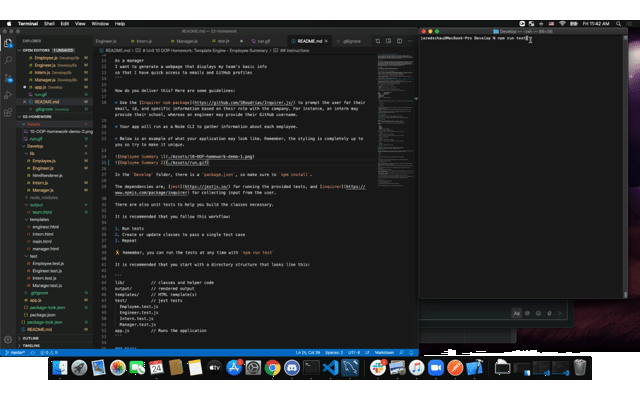 Terminal Shell Edit View Window Help
Fri 11:42 AM
README.md — 03-Homework
Develop — -zsh — 86×56
EXPLORER
Engineer.js
Intern.js
Manager.js
run.gif
README.md
.gitignore
jaredschau@MacBook-Pro Develop % npm run test
OPEN EDITORS 1 UNSAVED
README.md > # Unit 10 OOP Homework: Template Engine - Employee Summary > ## Instructions
Employee.js M
Engineer.js M
Intern.js M
Manager.js M
app.js M
run.gif U
README.md M
.gitignore
03-HOMEWORK
Assets
10-OOP-homework-demo-2.png
run.gif
Develop
lib
Employee.js M
Engineer.js M
htmlRenderer.js
Intern.js M
Manager.js M
node_modules
output
team.html
templates
engineer.html
intern.html
main.html
manager.html
test
Employee.test.js
Engineer.test.js
Intern.test.js
Manager.test.js
.gitignore
app.js M
package-lock.json
package.json
package-lock.json
README.md M
OUTLINE
TIMELINE
As a manager
I want to generate a webpage that displays my team's basic info
so that I have quick access to emails and GitHub profiles
```
How do you deliver this? Here are some guidelines:
* Use the [Inquirer npm package](https://github.com/SBoudrias/Inquirer.js/) to prompt the user for their
email, id, and specific information based on their role with the company. For instance, an intern may
provide their school, whereas an engineer may provide their GitHub username.
* Your app will run as a Node CLI to gather information about each employee.
* Below is an example of what your application may look like. Remember, the styling is completely up to
you so try to make it unique.
![Employee Summary 1](./Assets/10-OOP-homework-demo-1.png)
![Employee Summary 2](./Assets/run.gif)
In the `Develop` folder, there is a `package.json`, so make sure to `npm install`.
The dependencies are, [jest](https://jestjs.io/) for running the provided tests, and [inquirer](https://
www.npmjs.com/package/inquirer) for collecting input from the user.
There are also unit tests to help you build the classes necessary.
It is recommended that you follow this workflow:
1. Run tests
2. Create or update classes to pass a single test case
3. Repeat
Remember, you can run the tests at any time with `npm run test`
It is recommended that you start with a directory structure that looks like this:
```
lib/ // classes and helper code
output/ // rendered output
templates/ // HTML template(s)
test/ // jest tests
Employee.test.js
Engineer.test.js
Intern.test.js
Manager.test.js
app.js // Runs the application
```
Aa
master*
Spaces: 2
UTF-8
LF
Markdown
24